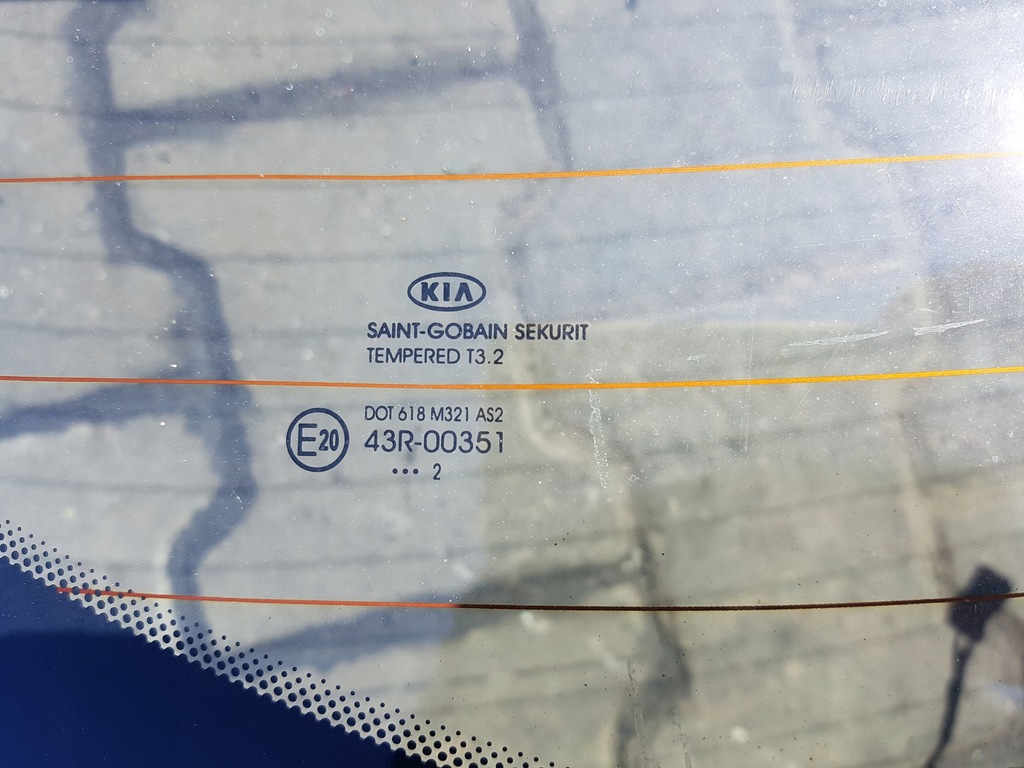 KIA
SAINT-GOBAIN SEKURIT
TEMPERED T3.2
DOT 618 M321 AS2
E20 43R-00351
••• 2